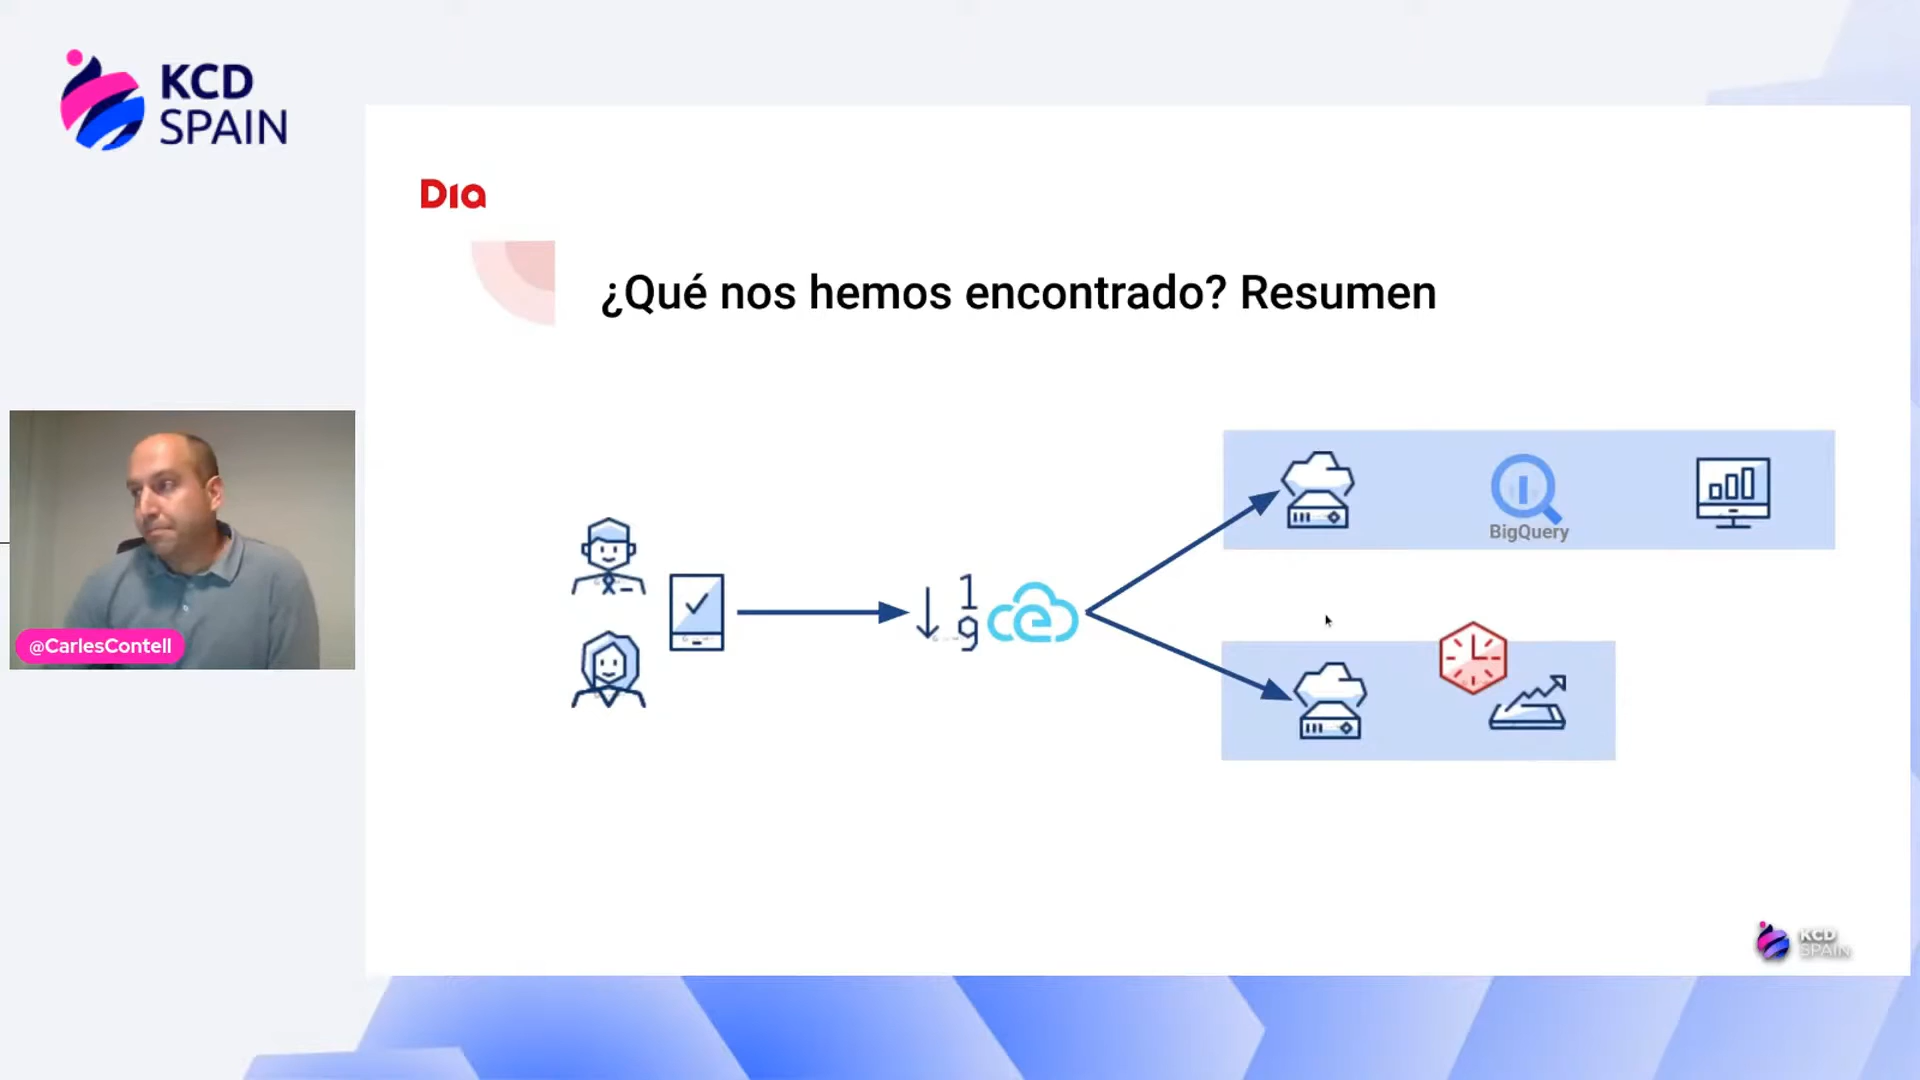 KCD
SPAIN
Dia
¿Qué nos hemos encontrado? Resumen
BigQuery
1
9
e
@CarlesContell
KCD
SPAIN